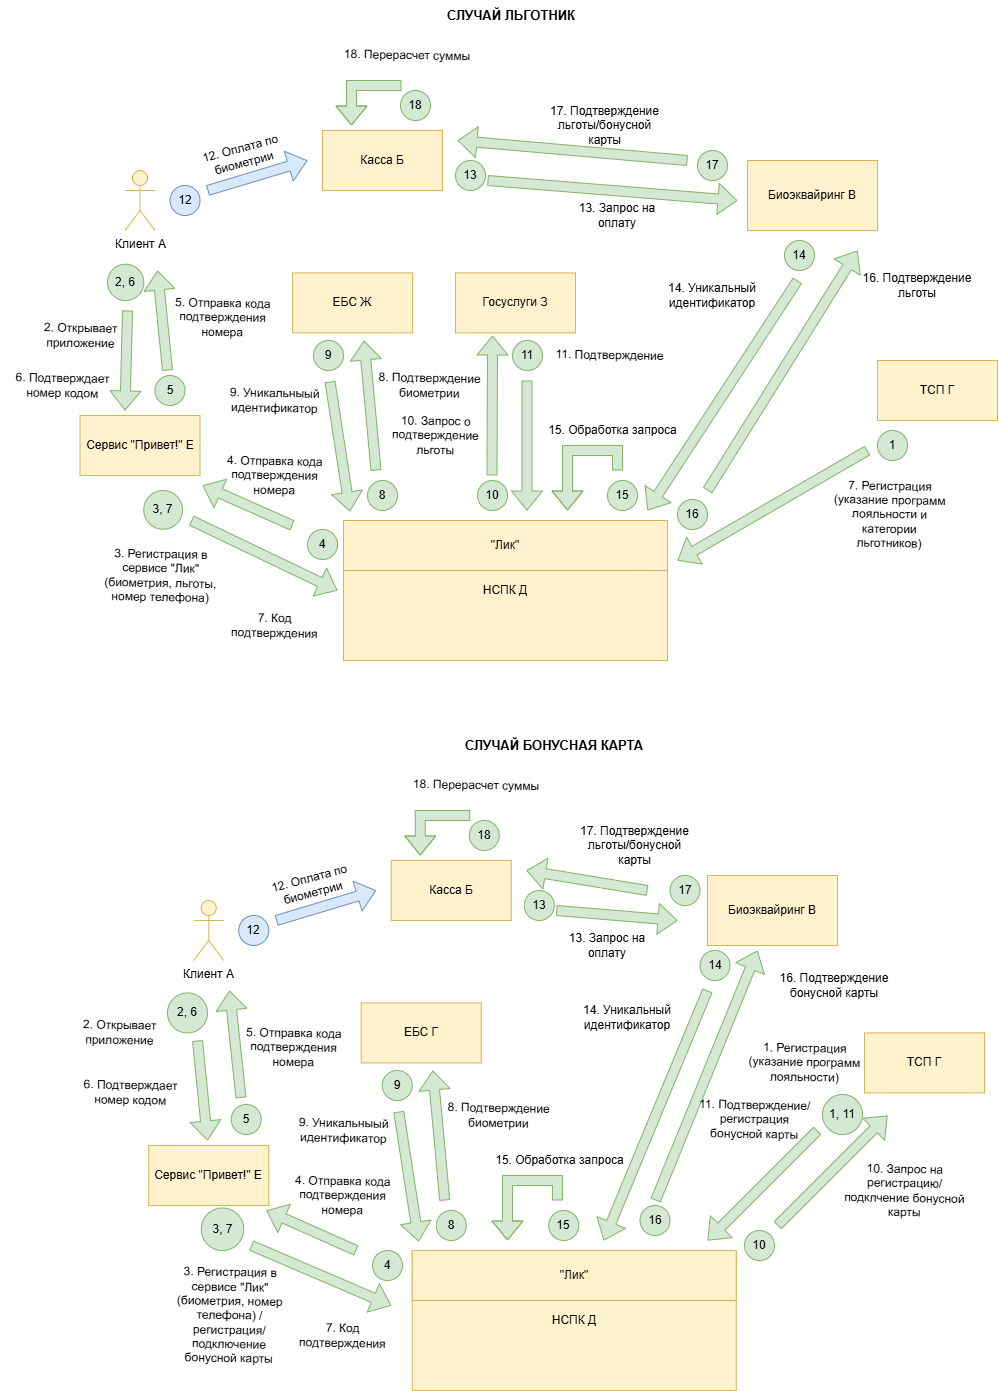 СЛУЧАЙ ЛЬГОТНИК
18. Перерасчет суммы
18
17. Подтверждение
льготы/бонусной
карты
12. Оплата по
биометрии
Касса Б
17
13
12
Биоэквайринг В
13. Запрос на
оплату
Клиент А
14
2, 6
5. Отправка кода
подтверждения
номера
ЕБС Ж
Госуслуги З
14. Уникальный
идентификатор
16. Подтверждение
льготы
2. Открывает
приложение
9
11
11. Подтверждение
6. Подтверждает
номер кодом
5
9. Уникальныый
идентификатор
8. Подтверждение
биометрии
ТСП Г
10. Запрос о
подтверждение
льготы
15. Обработка запроса
Сервис "Привет!" Е
1
4. Отправка кода
подтверждения
номера
7. Регистрация
(указание программ
лояльности и
категории
льготников)
3, 7
8
10
15
16
4
"Лик"
3. Регистрация в
сервисе "Лик"
(биометрия, льготы,
номер телефона)
НСПК Д
7. Код
подтверждения
СЛУЧАЙ БОНУСНАЯ КАРТА
18. Перерасчет суммы
18
17. Подтверждение
льготы/бонусной
карты
12. Оплата по
биометрии
Касса Б
17
13
12
Биоэквайринг В
13. Запрос на
оплату
Клиент А
14
2, 6
5. Отправка кода
подтверждения
номера
ЕБС Г
14. Уникальный
идентификатор
16. Подтверждение
бонусной карты
2. Открывает
приложение
1. Регистрация
(указание программ
лояльности)
ТСП Г
9
6. Подтверждает
номер кодом
5
9. Уникальныый
идентификатор
8. Подтверждение
биометрии
11. Подтверждение/
регистрация
бонусной карты
1, 11
15. Обработка запроса
10. Запрос на
регистрацию/
подклчение бонусной
карты
Сервис "Привет!" Е
4. Отправка кода
подтверждения
номера
3, 7
8
15
16
10
4
"Лик"
3. Регистрация в
сервисе "Лик"
(биометрия, номер
телефона) /
регистрация/
подключение
бонусной карты
НСПК Д
7. Код
подтверждения